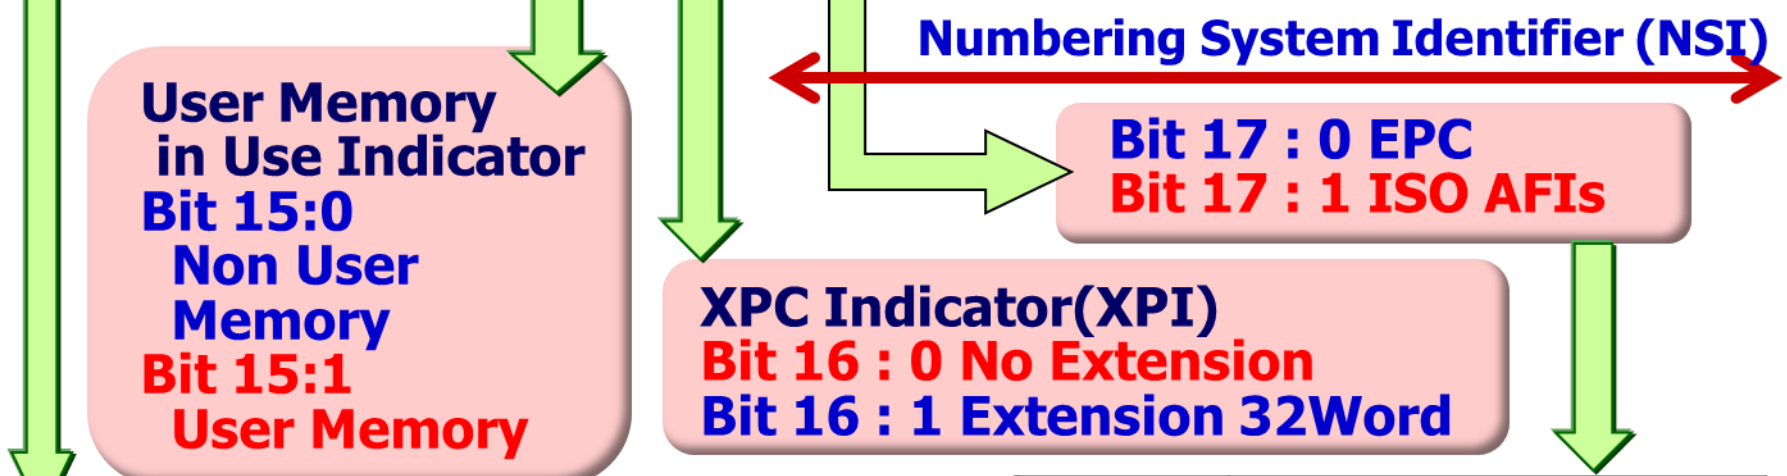 Numbering System Identifier (NSI)
User Memory
in Use Indicator
Bit 15:0
Non User
Memory
Bit 15:1
User Memory
Bit 17 : 0 EPC
Bit 17 : 1 ISO AFIs
XPC Indicator(XPI)
Bit 16 : 0 No Extension
Bit 16 : 1 Extension 32Word